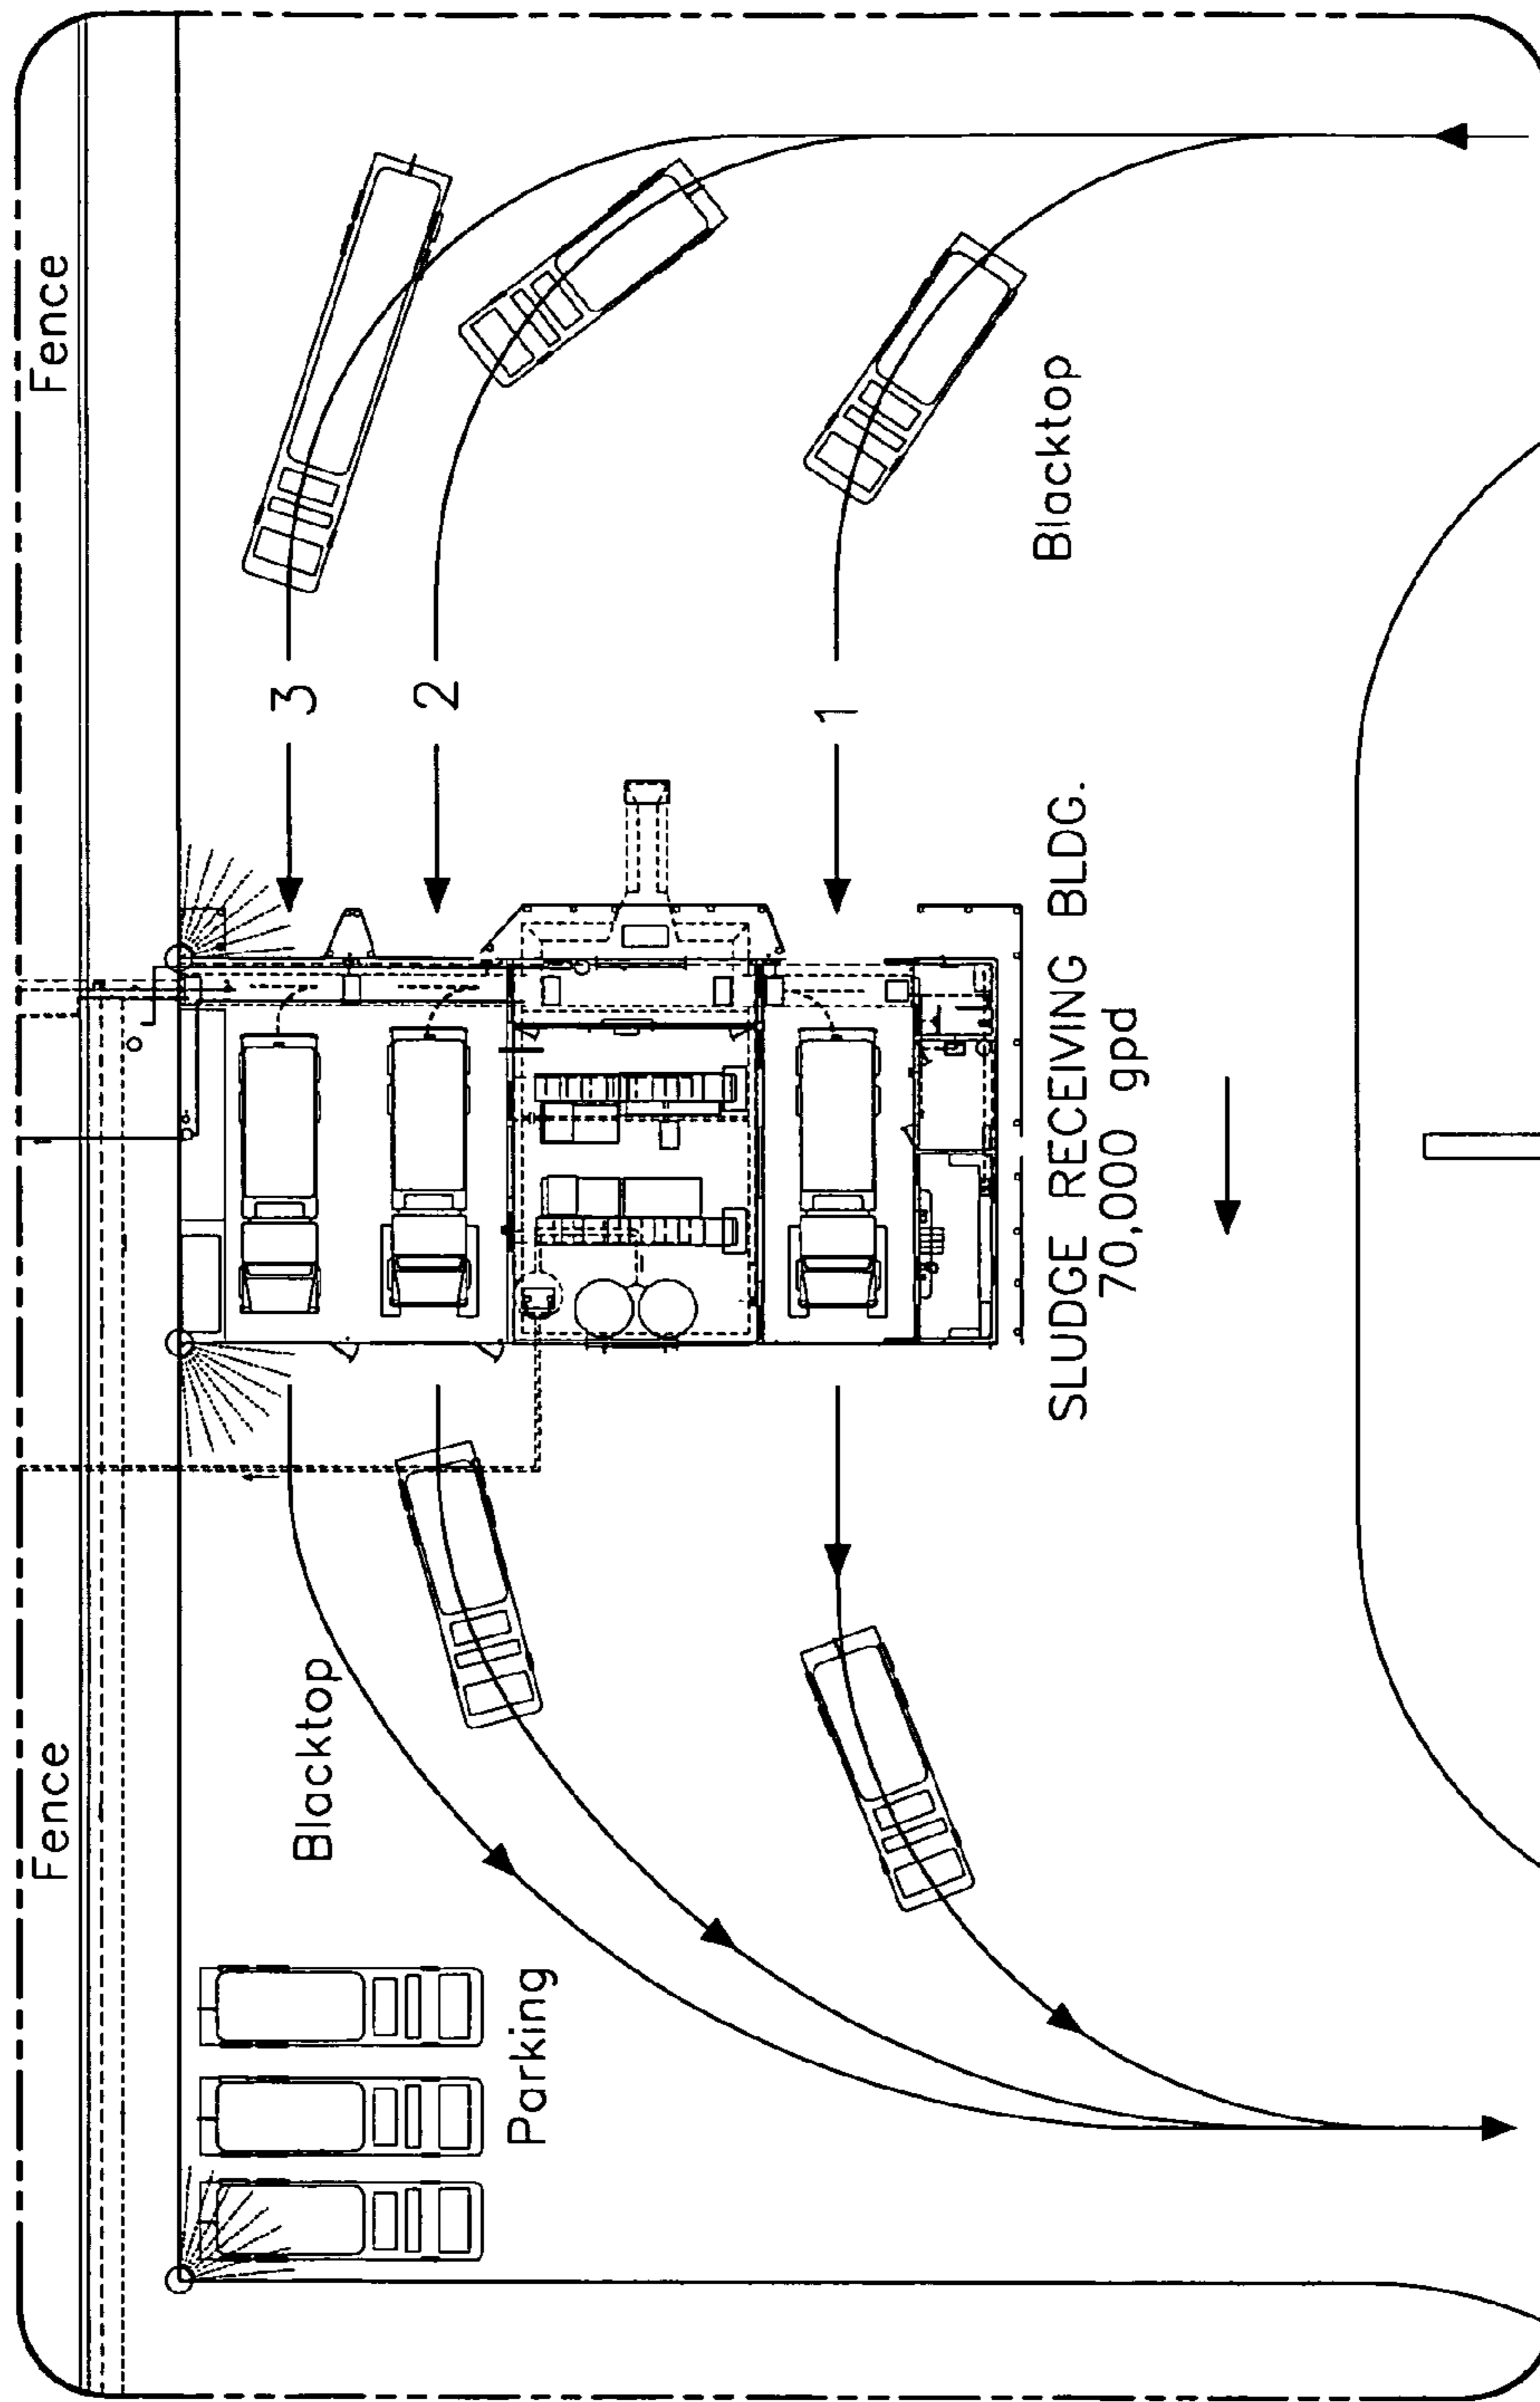 Fence
Fence
3
2
1
Blacktop
Blacktop
SLUDGE RECEIVING BLDG.
70,000 gpd
Parking